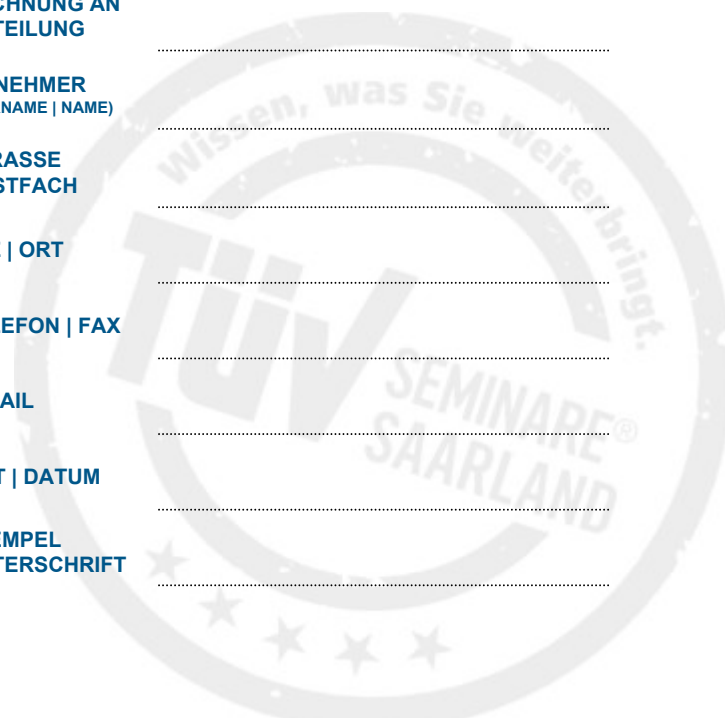 CHNUNG AN
TEILUNG
NEHMER
NAME | NAME)
RASSE
STFACH
| ORT
EFON | FAX
AIL
T | DATUM
EMPEL
TERSCHRIFT
Wissen, was Sie weiterbringt.
TÜV
SEMINARE®
SAARLAND